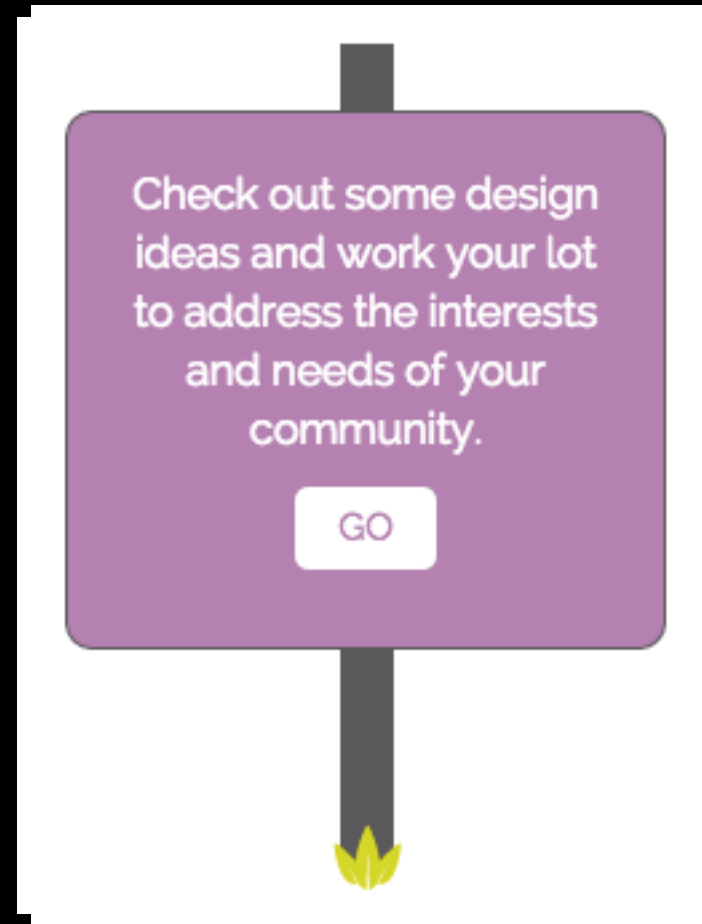 Check out some design
ideas and work your lot
to address the interests
and needs of your
community.
GO